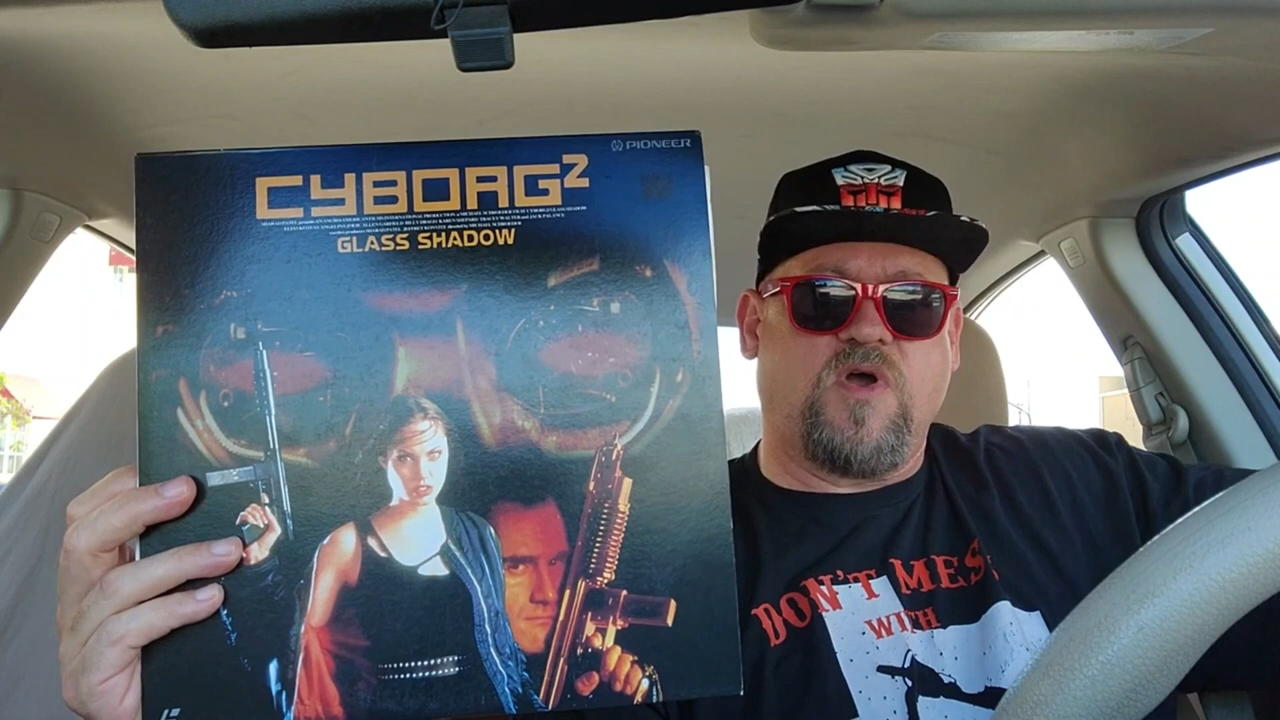 PIONEER
CYBORG²
GLASS SHADOW
DON'T MESS
WITH